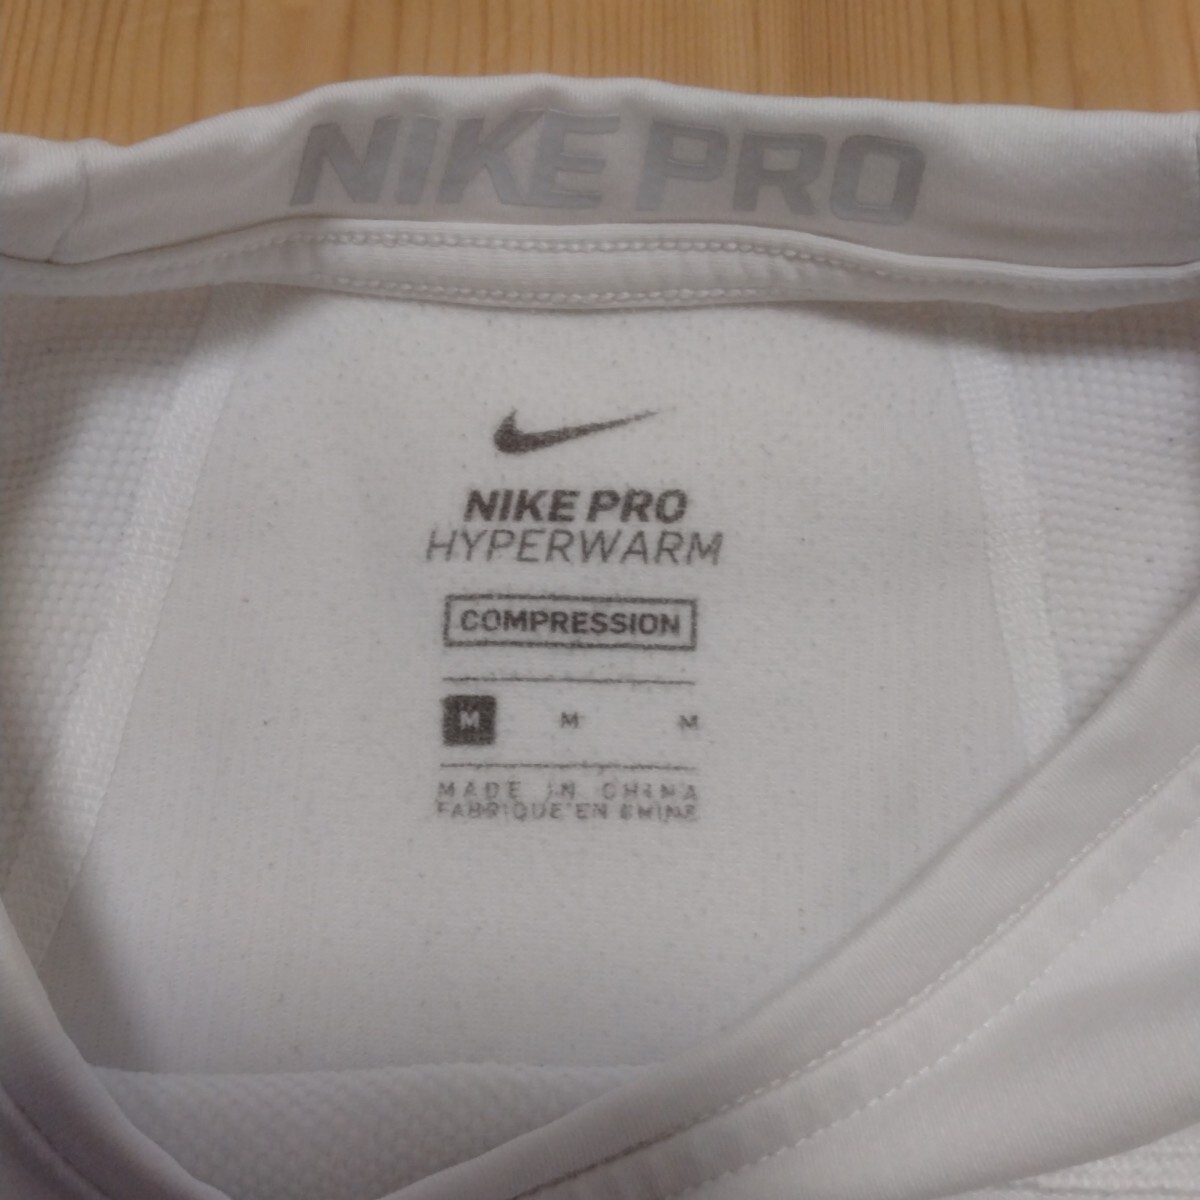 NIKE PRO
NIKE PRO
HYPERWARM
COMPRESSION
M M M
MADE IN CHINA
FABRIQUE EN CHINE